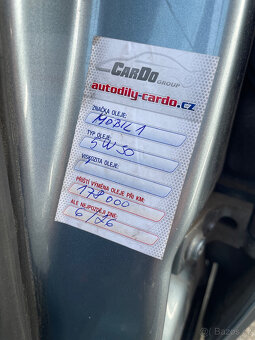 CARDO GROUP
autodily-cardo.cz
ZNAČKA OLEJE:
MOBIL 1
TYP OLEJE:
5W50
VISKOZITA OLEJE:
PŘÍŠTÍ VÝMĚNA OLEJE PŘI KM:
178 000
ALE NEJPOZDĚJI DNE:
6/26